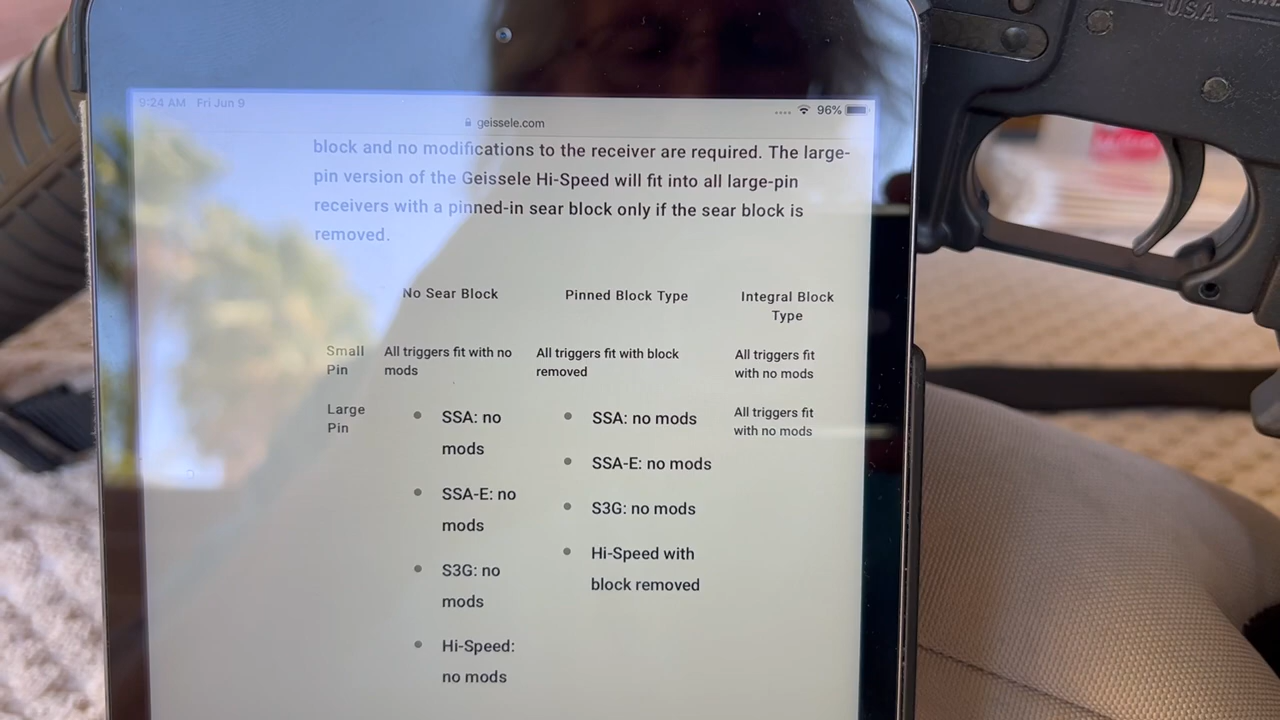 U.S.A.
9:24 AM Fri Jun 9
96%
geissele.com
block and no modifications to the receiver are required. The large-
pin version of the Geissele Hi-Speed will fit into all large-pin
receivers with a pinned-in sear block only if the sear block is
removed.
No Sear Block
Pinned Block Type
Integral Block
Type
Small
Pin
All triggers fit with no
mods
All triggers fit with block
removed
All triggers fit
with no mods
Large
Pin
• SSA: no
mods
• SSA-E: no
mods
• S3G: no
mods
• Hi-Speed:
no mods
• SSA: no mods
• SSA-E: no mods
• S3G: no mods
• Hi-Speed with
block removed
All triggers fit
with no mods